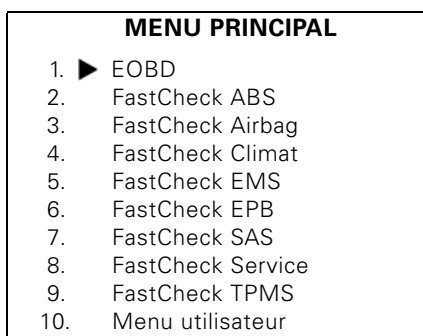 MENU PRINCIPAL
1. ▶ EOBD
2. FastCheck ABS
3. FastCheck Airbag
4. FastCheck Climat
5. FastCheck EMS
6. FastCheck EPB
7. FastCheck SAS
8. FastCheck Service
9. FastCheck TPMS
10. Menu utilisateur